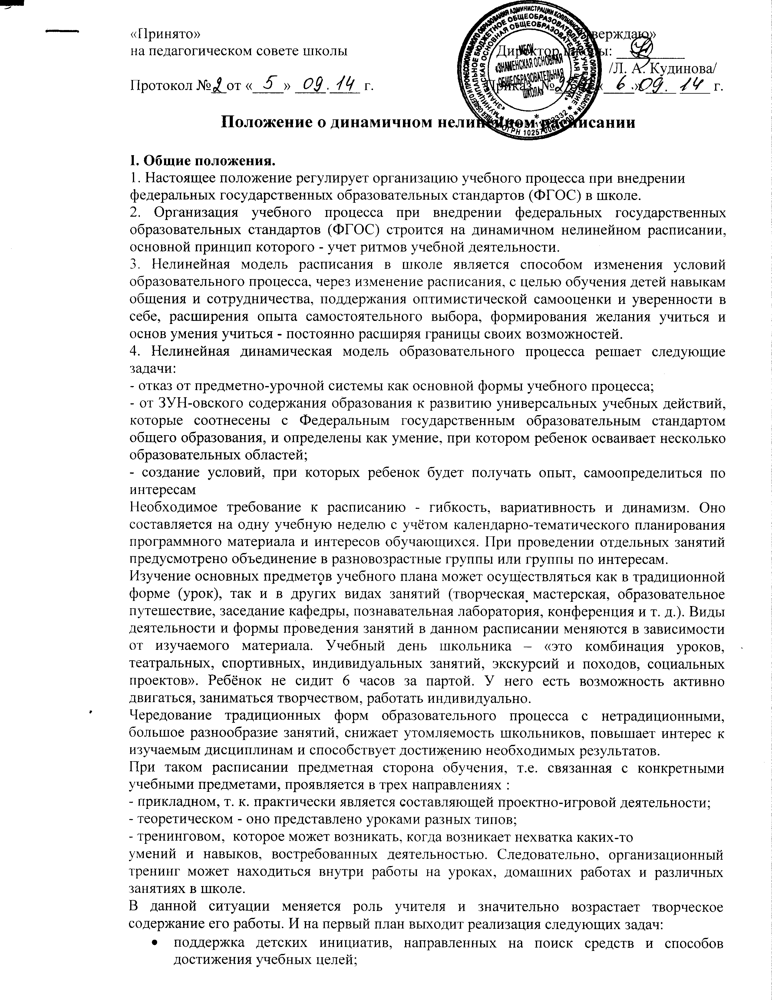 «Принято»
на педагогическом совете школы
Протокол № 2 от « 5 » 09. 14 г.
Директор школы:
/Л. А. Кудинова/
Приказ № « 6 » 09. 14 г.
МБОУ
«ЗНАМЕНСКАЯ ОСНОВНАЯ
ОБЩЕОБРАЗОВАТЕЛЬНАЯ
ШКОЛА»
Положение о динамичном нелинейном расписании
I. Общие положения.
1. Настоящее положение регулирует организацию учебного процесса при внедрении
федеральных государственных образовательных стандартов (ФГОС) в школе.
2. Организация учебного процесса при внедрении федеральных государственных
образовательных стандартов (ФГОС) строится на динамичном нелинейном расписании,
основной принцип которого - учет ритмов учебной деятельности.
3. Нелинейная модель расписания в школе является способом изменения условий
образовательного процесса, через изменение расписания, с целью обучения детей навыкам
общения и сотрудничества, поддержания оптимистической самооценки и уверенности в
себе, расширения опыта самостоятельного выбора, формирования желания учиться и
основ умения учиться - постоянно расширяя границы своих возможностей.
4. Нелинейная динамическая модель образовательного процесса решает следующие
задачи:
- отказ от предметно-урочной системы как основной формы учебного процесса;
- от ЗУН-овского содержания образования к развитию универсальных учебных действий,
которые соотнесены с Федеральным государственным образовательным стандартом
общего образования, и определены как умение, при котором ребенок осваивает несколько
образовательных областей;
- создание условий, при которых ребенок будет получать опыт, самоопределиться по
интересам
Необходимое требование к расписанию - гибкость, вариативность и динамизм. Оно
составляется на одну учебную неделю с учётом календарно-тематического планирования
программного материала и интересов обучающихся. При проведении отдельных занятий
предусмотрено объединение в разновозрастные группы или группы по интересам.
Изучение основных предметов учебного плана может осуществляться как в традиционной
форме (урок), так и в других видах занятий (творческая мастерская, образовательное
путешествие, заседание кафедры, познавательная лаборатория, конференция и т. д.). Виды
деятельности и формы проведения занятий в данном расписании меняются в зависимости
от изучаемого материала. Учебный день школьника – «это комбинация уроков,
театральных, спортивных, индивидуальных занятий, экскурсий и походов, социальных
проектов». Ребёнок не сидит 6 часов за партой. У него есть возможность активно
двигаться, заниматься творчеством, работать индивидуально.
Чередование традиционных форм образовательного процесса с нетрадиционными,
большое разнообразие занятий, снижает утомляемость школьников, повышает интерес к
изучаемым дисциплинам и способствует достижению необходимых результатов.
При таком расписании предметная сторона обучения, т.е. связанная с конкретными
учебными предметами, проявляется в трех направлениях :
- прикладном, т. к. практически является составляющей проектно-игровой деятельности;
- теоретическом - оно представлено уроками разных типов;
- тренинговом, которое может возникать, когда возникает нехватка каких-то
умений и навыков, востребованных деятельностью. Следовательно, организационный
тренинг может находиться внутри работы на уроках, домашних работах и различных
занятиях в школе.
В данной ситуации меняется роль учителя и значительно возрастает творческое
содержание его работы. И на первый план выходит реализация следующих задач:
• поддержка детских инициатив, направленных на поиск средств и способов
достижения учебных целей;